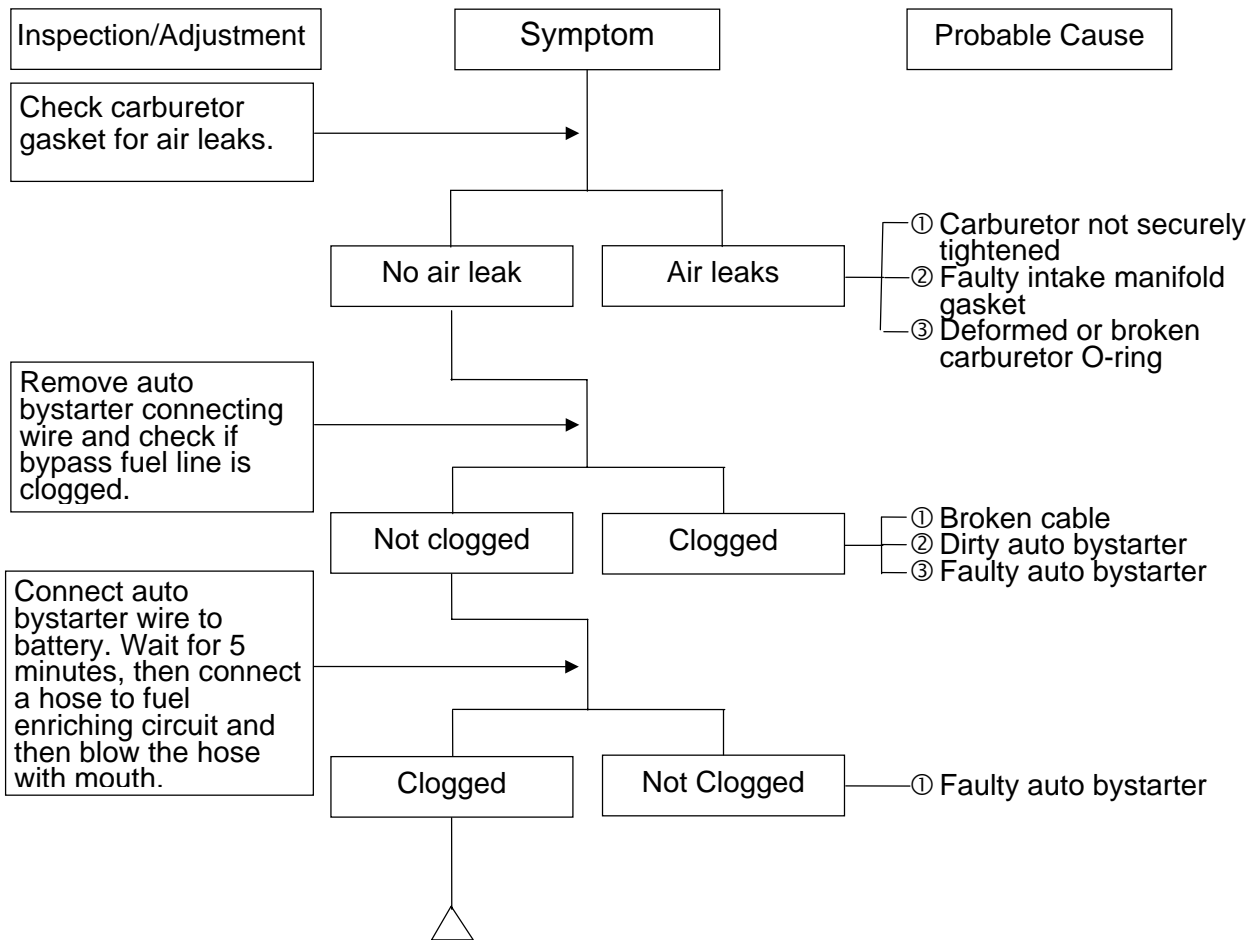 Inspection/Adjustment
Symptom
Probable Cause
Check carburetor
gasket for air leaks.
No air leak
Air leaks
① Carburetor not securely
tightened
② Faulty intake manifold
gasket
③ Deformed or broken
carburetor O-ring
Remove auto
bystarter connecting
wire and check if
bypass fuel line is
clogged.
Not clogged
Clogged
① Broken cable
② Dirty auto bystarter
③ Faulty auto bystarter
Connect auto
bystarter wire to
battery. Wait for 5
minutes, then connect
a hose to fuel
enriching circuit and
then blow the hose
with mouth.
Clogged
Not Clogged
① Faulty auto bystarter